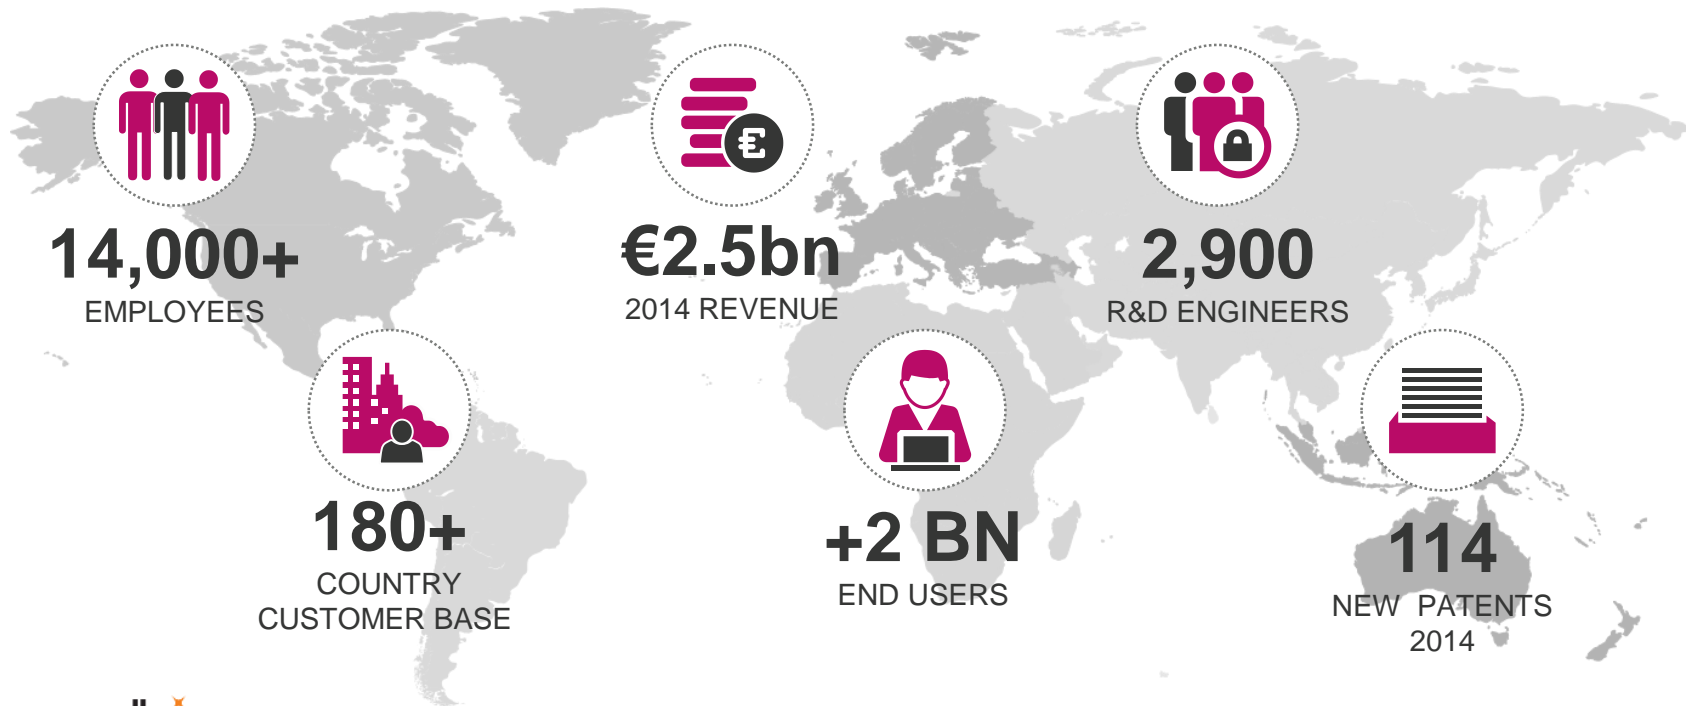 14,000+
EMPLOYEES
€2.5bn
2014 REVENUE
2,900
R&D ENGINEERS
180+
COUNTRY
CUSTOMER BASE
+2 BN
END USERS
114
NEW PATENTS
2014